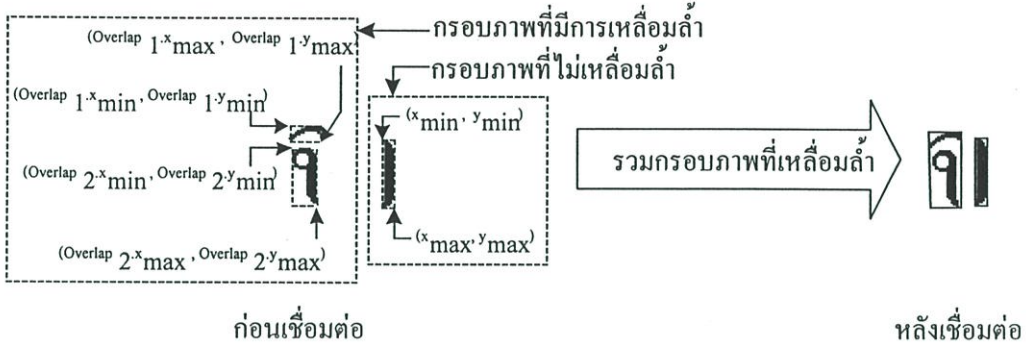 (Overlap 1.xmax , Overlap 1.ymax)
กรอบภาพที่มีการเหลื่อมล้ำ
กรอบภาพที่ไม่เหลื่อมล้ำ
(Overlap 1.xmin , Overlap 1.ymin)
(xmin, ymin)
รวมกรอบภาพที่เหลื่อมล้ำ
(Overlap 2.xmin , Overlap 2.ymin)
(xmax, ymax)
(Overlap 2.xmax , Overlap 2.ymax)
ก่อนเชื่อมต่อ
หลังเชื่อมต่อ